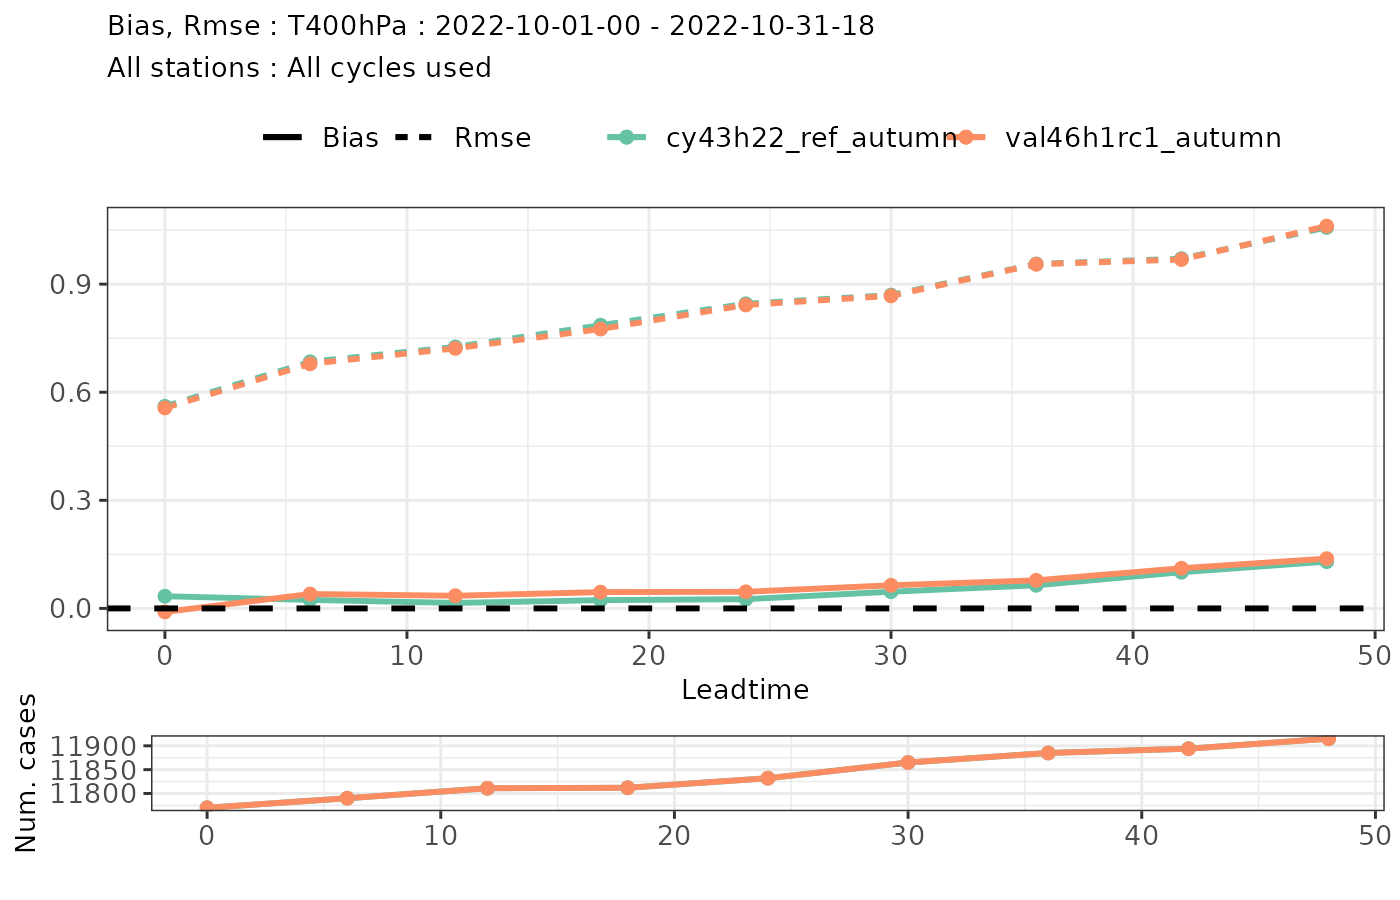 Bias, Rmse : T400hPa : 2022-10-01-00 - 2022-10-31-18
All stations : All cycles used
Bias Rmse cy43h22_ref_autumn val46h1rc1_autumn
0.9
0.6
0.3
0.0
0 10 20 30 40 50
Leadtime
Num. cases
11900
11850
11800
0 10 20 30 40 50